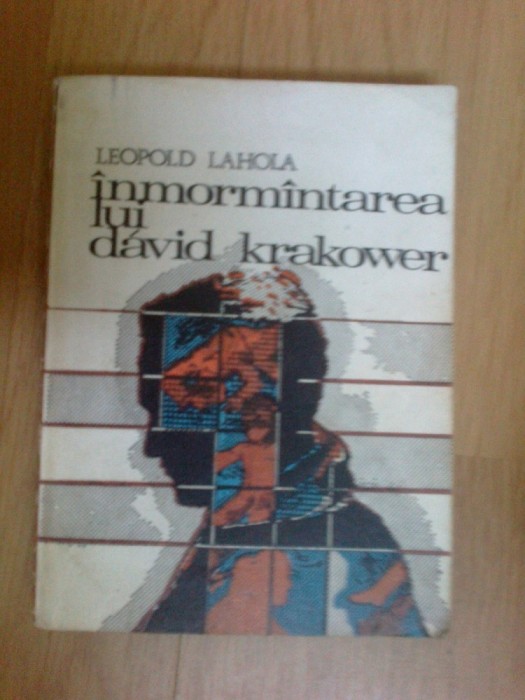 LEOPOLD LAHOLA
înmormîntarea
lui
dávid krakower